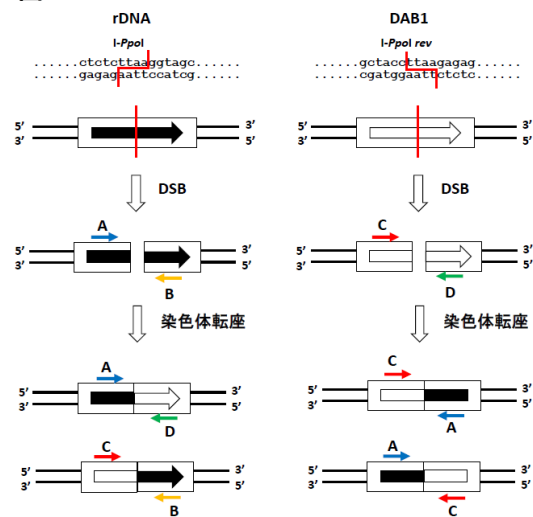 rDNA
DAB1
I-PpoI
I-PpoI rev
......ctctcttaaggtagc......
gagagaattccatcg
......gctaccttaagagag......
cgatggaattctctc
5' 3'
3' 5'
5' 3'
3' 5'
DSB
DSB
A
C
5' 3'
3' 5'
5' 3'
3' 5'
B
D
染色体転座
染色体転座
A
C
5' 3'
3' 5'
5' 3'
3' 5'
D
A
C
A
5' 3'
3' 5'
5' 3'
3' 5'
B
C